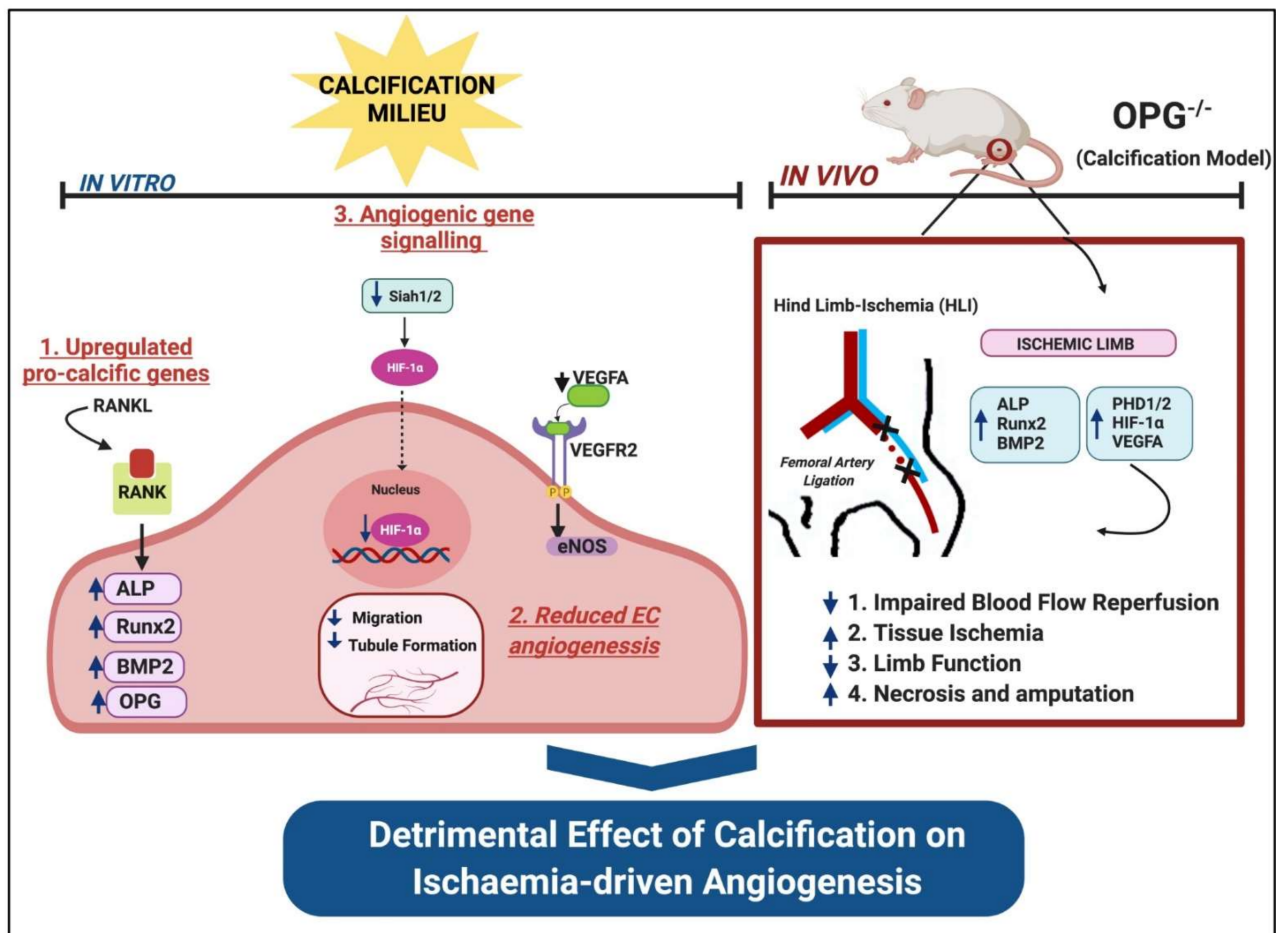 CALCIFICATION
MILIEU
IN VITRO
3. Angiogenic gene
signalling
Siah1/2
HIF-1α
1. Upregulated
pro-calcific genes
RANKL
RANK
VEGFA
VEGFR2
P P
eNOS
Nucleus
HIF-1α
ALP
Runx2
BMP2
OPG
Migration
Tubule Formation
2. Reduced EC
angiogenessis
OPG-/-
(Calcification Model)
IN VIVO
Hind Limb-Ischemia (HLI)
Femoral Artery
Ligation
ISCHEMIC LIMB
ALP
Runx2
BMP2
PHD1/2
HIF-1α
VEGFA
1. Impaired Blood Flow Reperfusion
2. Tissue Ischemia
3. Limb Function
4. Necrosis and amputation
Detrimental Effect of Calcification on
Ischaemia-driven Angiogenesis